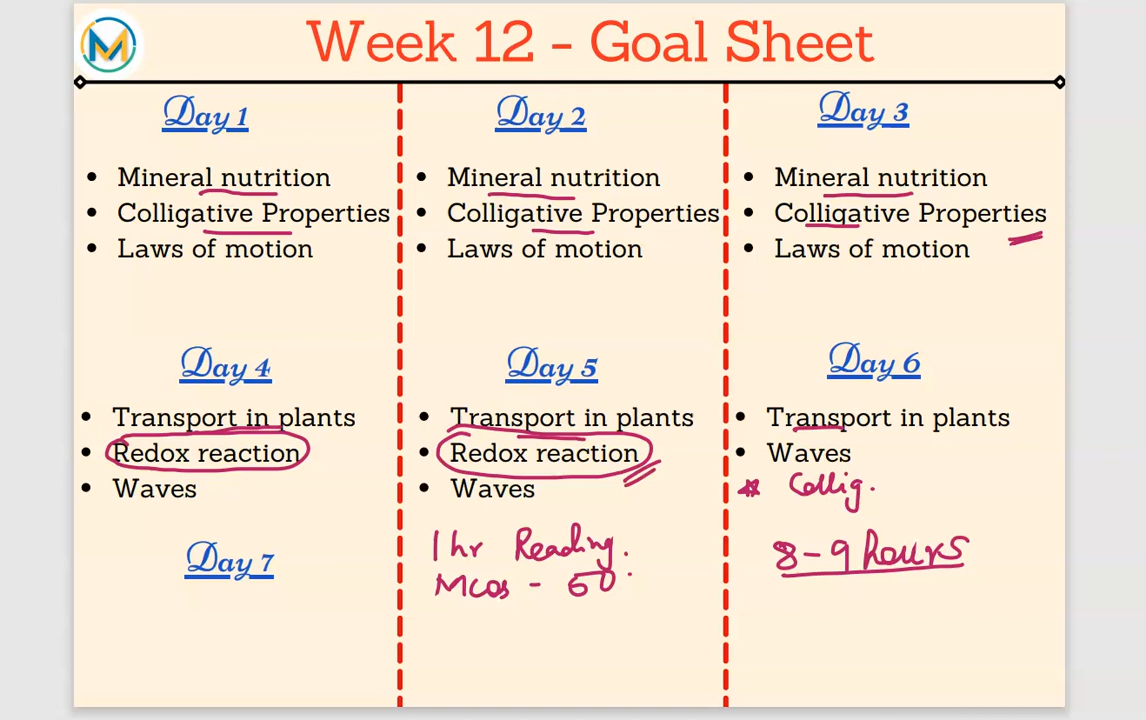 Week 12 - Goal Sheet
Day 1
• Mineral nutrition
• Colligative Properties
• Laws of motion
Day 2
• Mineral nutrition
• Colligative Properties
• Laws of motion
Day 3
• Mineral nutrition
• Colligative Properties
• Laws of motion
Day 4
• Transport in plants
• Redox reaction
• Waves
Day 5
• Transport in plants
• Redox reaction
• Waves
1 hr Reading.
MCQs - 50.
Day 6
• Transport in plants
• Waves
* Collig.
8-9 hours
Day 7